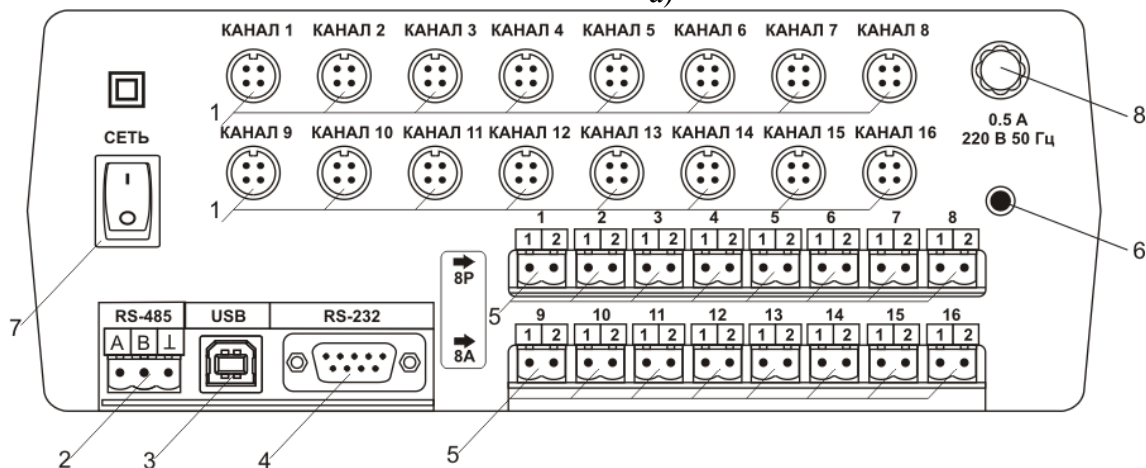 а)
КАНАЛ 1 КАНАЛ 2 КАНАЛ 3 КАНАЛ 4 КАНАЛ 5 КАНАЛ 6 КАНАЛ 7 КАНАЛ 8
1
8
СЕТЬ
0.5 А
220 В 50 Гц
КАНАЛ 9 КАНАЛ 10 КАНАЛ 11 КАНАЛ 12 КАНАЛ 13 КАНАЛ 14 КАНАЛ 15 КАНАЛ 16
I
O
1
1 2 3 4 5 6 7 8
1 2 1 2 1 2 1 2 1 2 1 2 1 2 1 2
6
8Р
5
7
RS-485 USB RS-232
A B ⊥
9 10 11 12 13 14 15 16
1 2 1 2 1 2 1 2 1 2 1 2 1 2 1 2
8А
2 3 4 5